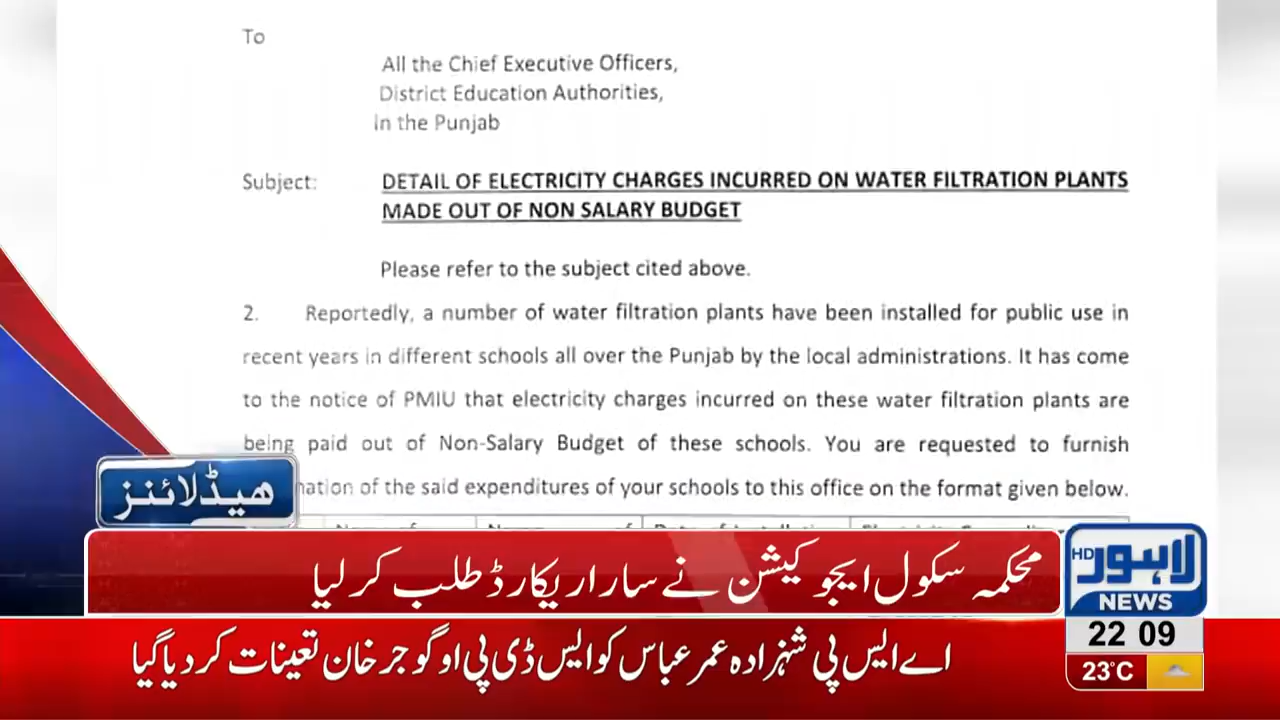 To
All the Chief Executive Officers,
District Education Authorities,
in the Punjab
Subject: DETAIL OF ELECTRICITY CHARGES INCURRED ON WATER FILTRATION PLANTS
MADE OUT OF NON SALARY BUDGET
Please refer to the subject cited above.
2. Reportedly, a number of water filtration plants have been installed for public use in
recent years in different schools all over the Punjab by the local administrations. It has come
to the notice of PMIU that electricity charges incurred on these water filtration plants are
being paid out of Non-Salary Budget of these schools. You are requested to furnish
of the said expenditures of your schools to this office on the format given below.
ھیڈلائنز
محکمہ سکول ایجوکیشن نے سارا ریکارڈ طلب کر لیا
HD لاہور
NEWS
22 09
23°C
اے ایس پی شہزادہ عمر عباس کو ایس ڈی پی او گوجر خان تعینات کر دیا گیا